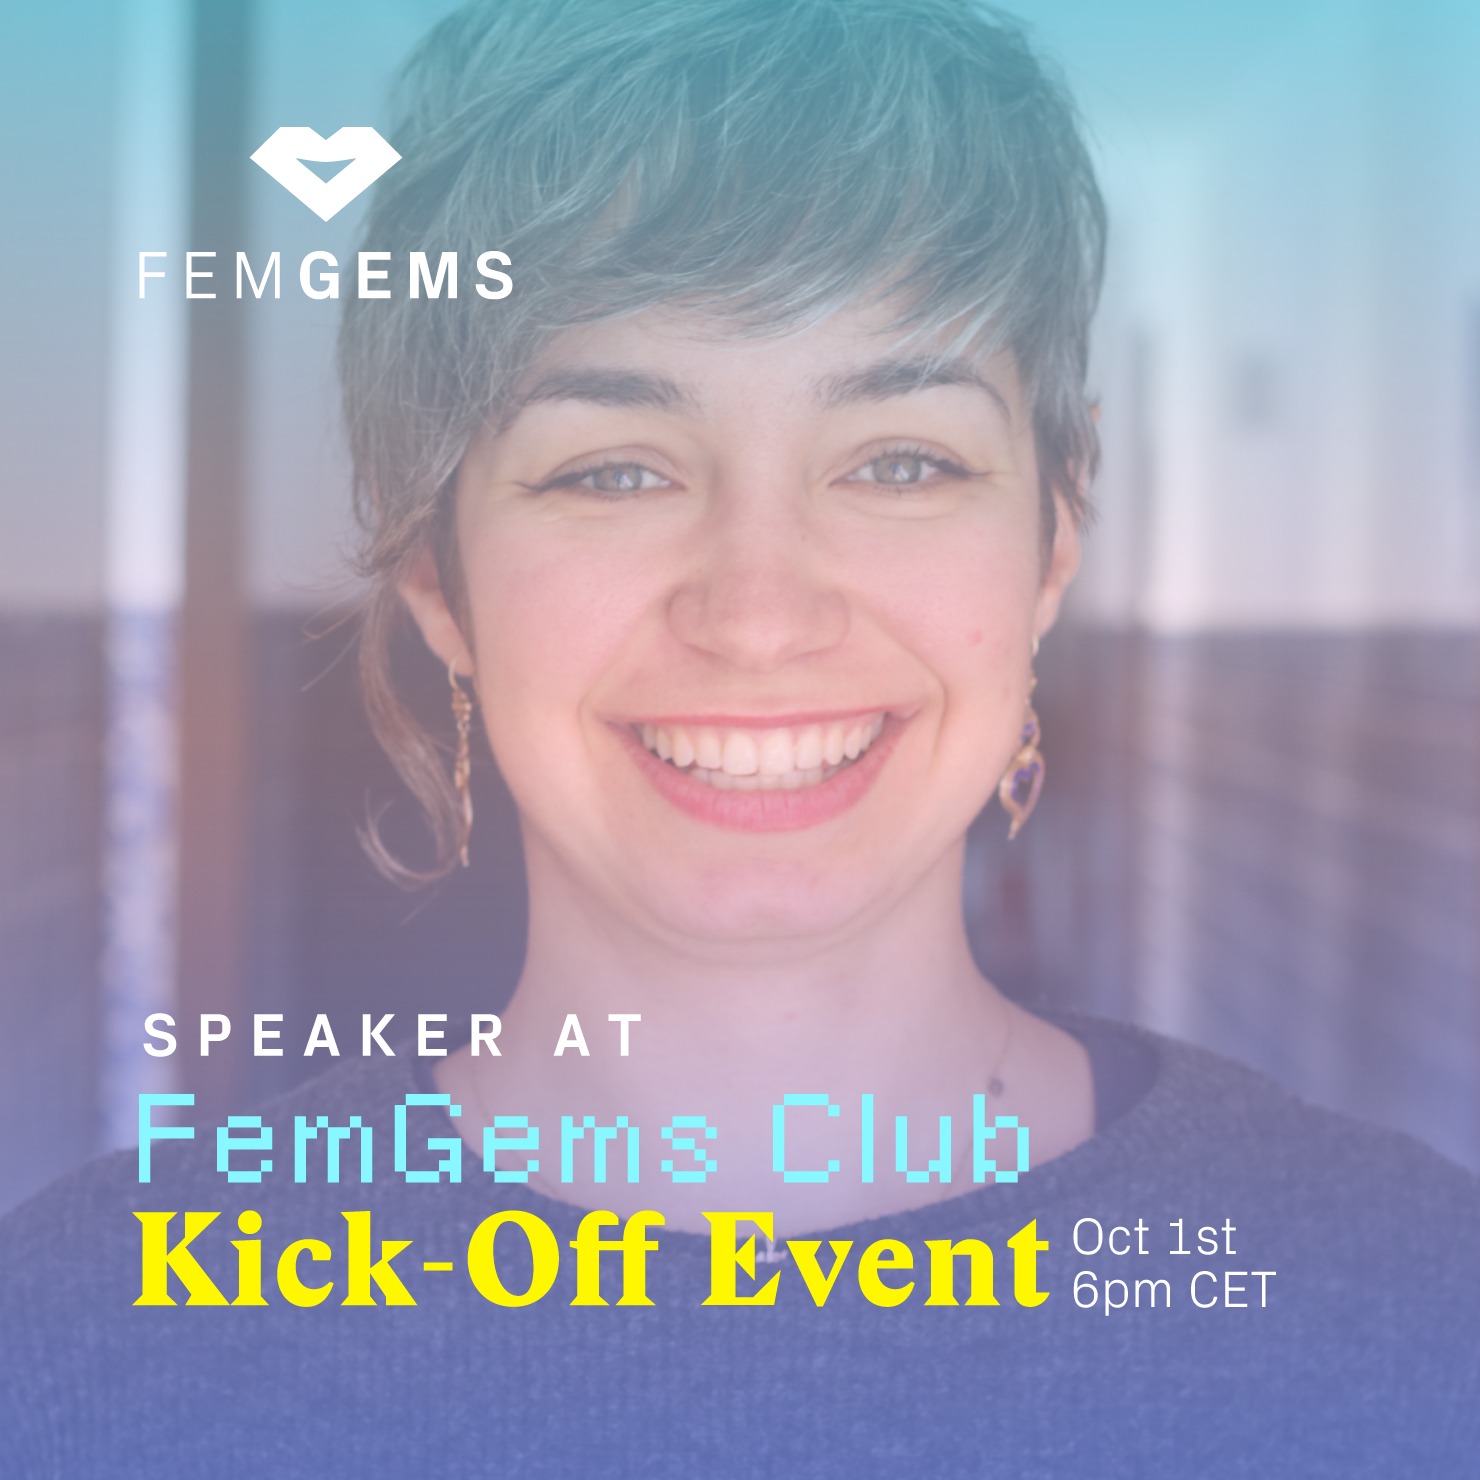 FEMGEMS
SPEAKER AT
FemGems Club
Kick-Off Event
Oct 1st
6pm CET